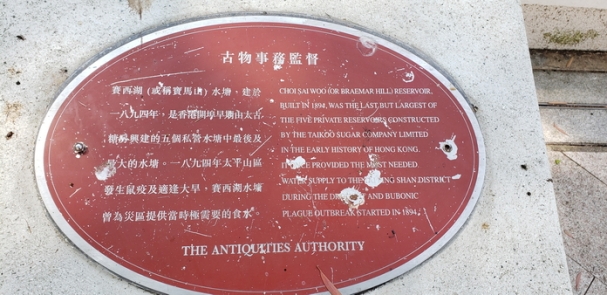 古物事務監督
賽西湖 (或稱寶馬山) 水塘，建於
一八九四年，是香港開埠早期由太古
糖房興建的五個私營水塘中最後及
最大的水塘。一八九四年太平山區
發生鼠疫及適逢大旱，賽西湖水塘
曾為災區提供當時極需要的食水
CHOI SAI WOO (OR BRAEMAR HILL) RESERVOIR,
BUILT IN 1894, WAS THE LAST BUT LARGEST OF
THE FIVE PRIVATE RESERVOIRS CONSTRUCTED
BY THE TAIKOO SUGAR COMPANY LIMITED
IN THE EARLY HISTORY OF HONG KONG.
PROVIDED THE MOST NEEDED
WATER SUPPLY TO THE SHAN DISTRICT
DURING THE AND BUBONIC
PLAGUE OUTBREAK STARTED IN 1894.
THE ANTIQUITIES AUTHORITY